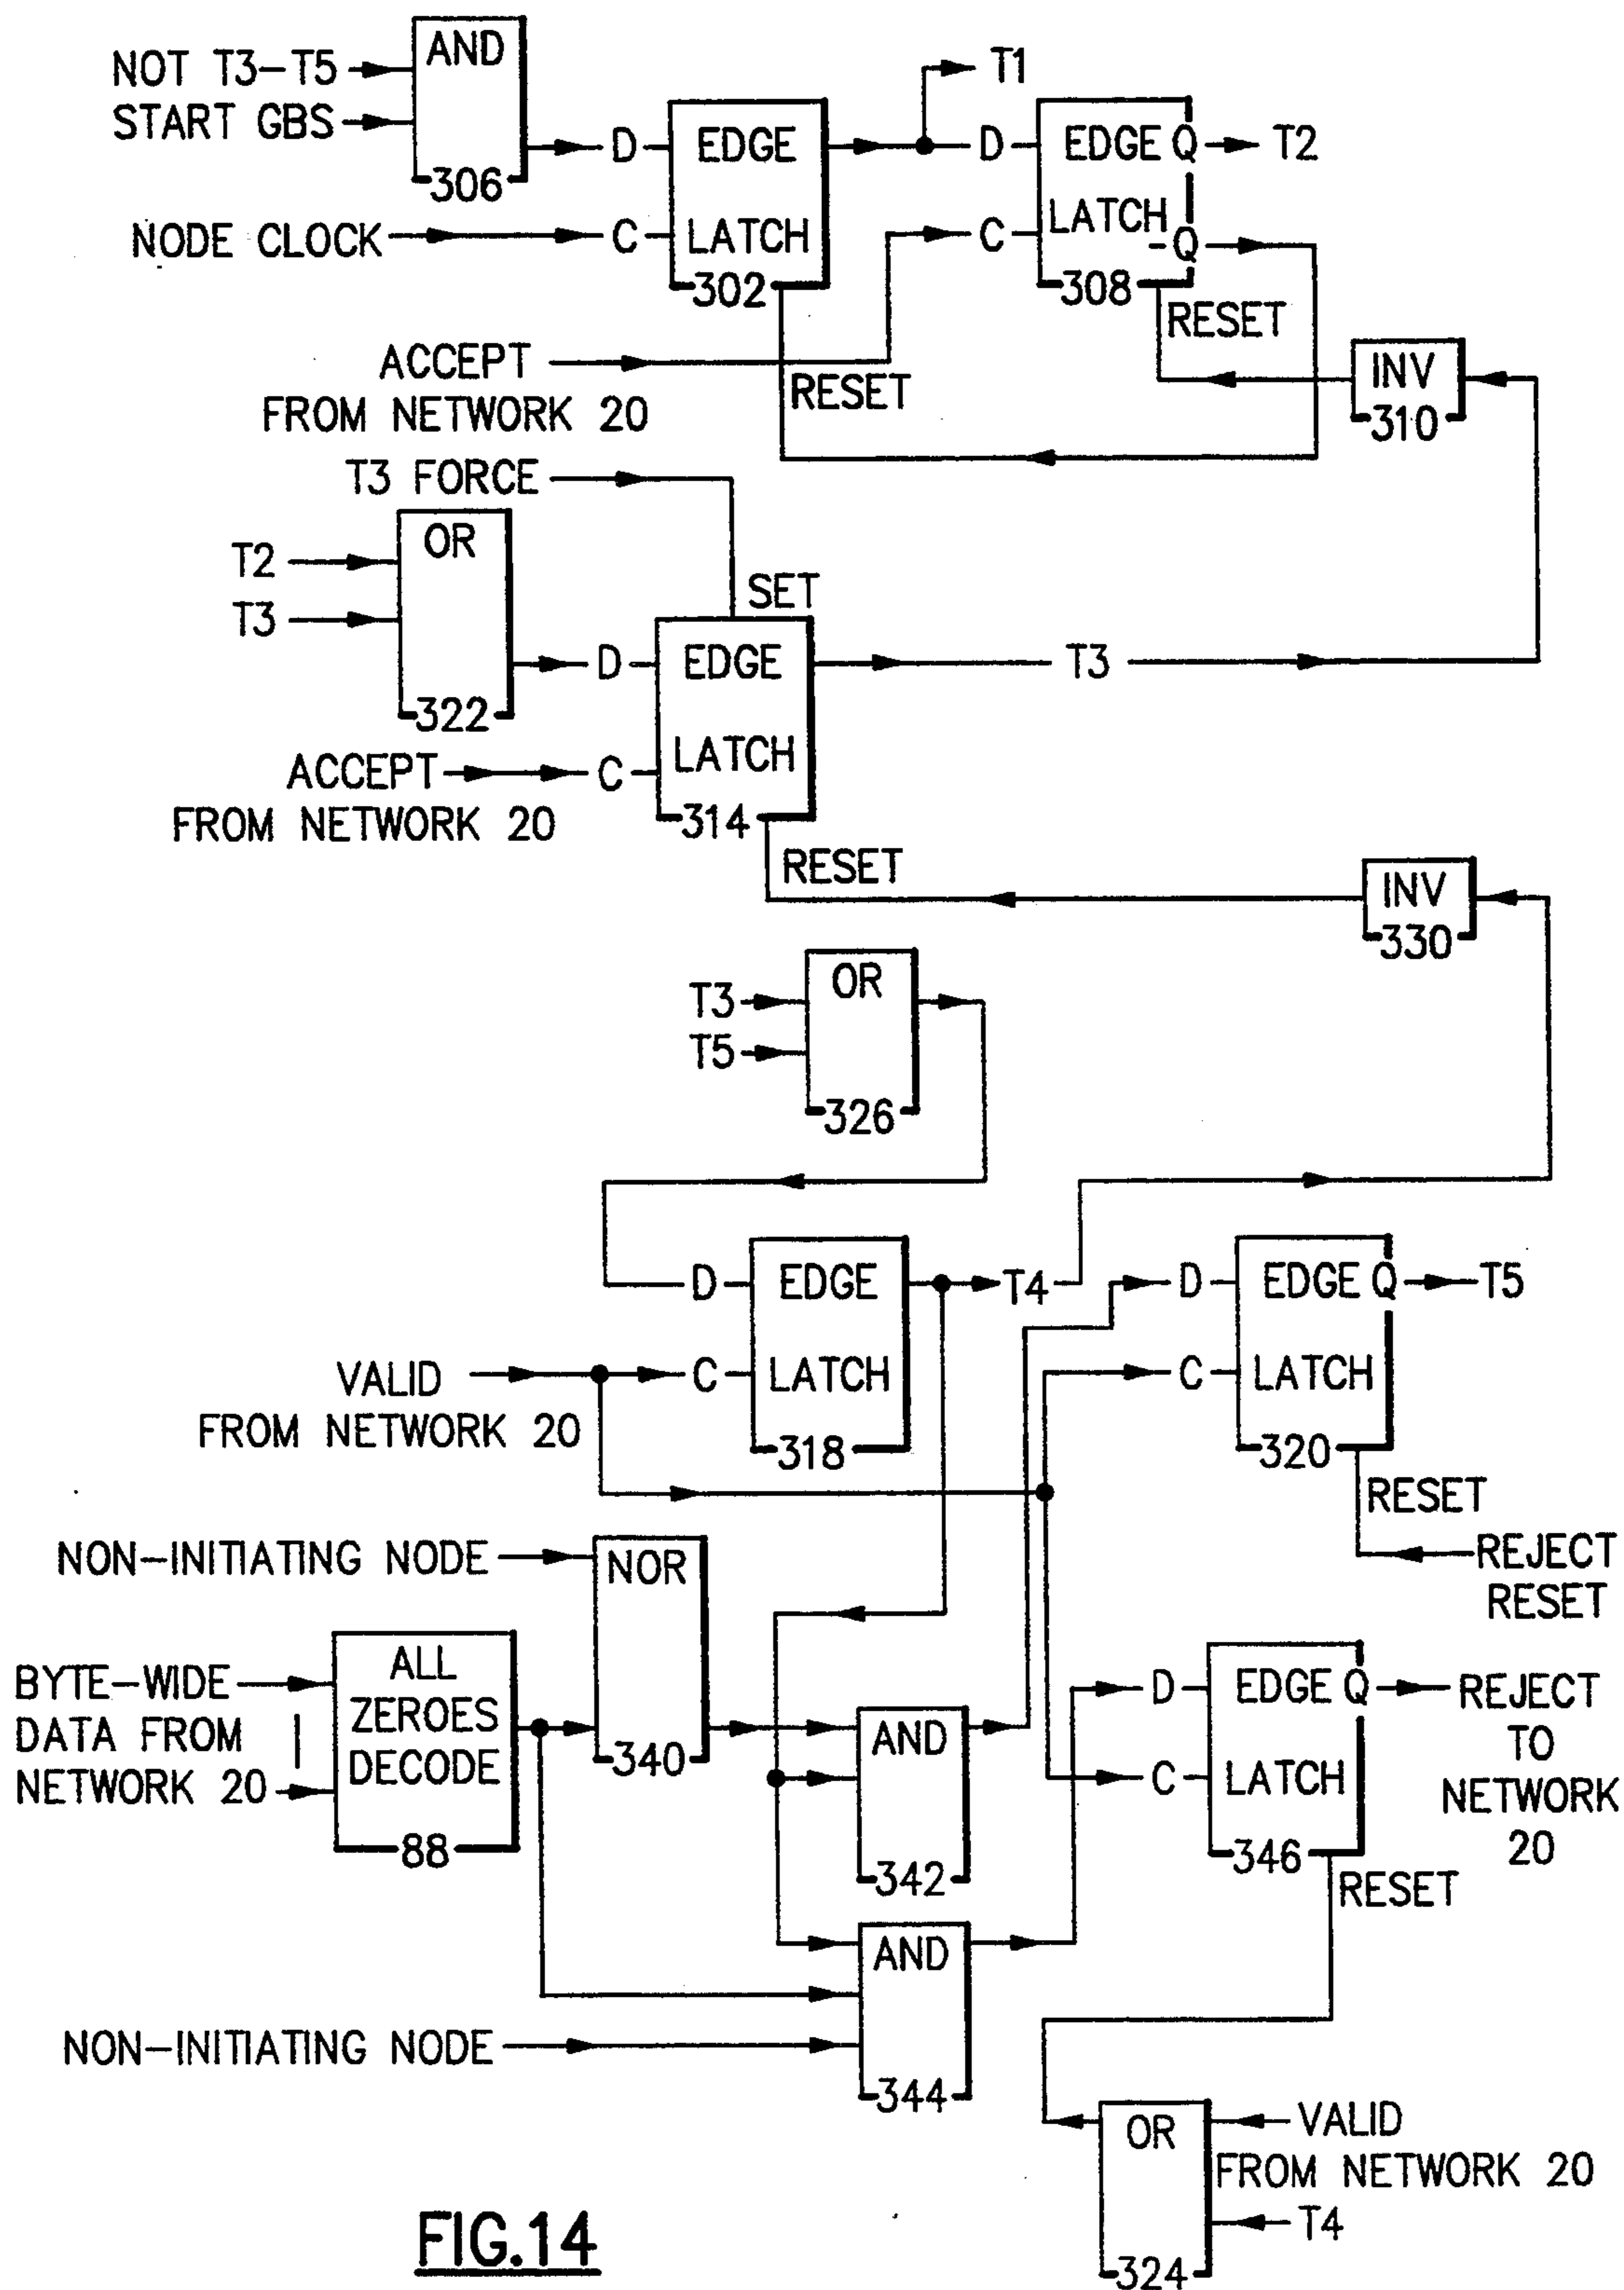 AND
NOT T3-T5
START GBS
306
D
EDGE
T1
D
EDGE Q
T2
NODE CLOCK
C
LATCH
302
C
LATCH
-Q
308
RESET
ACCEPT
FROM NETWORK 20
RESET
INV
310
T3 FORCE
OR
T2
T3
322
SET
D
EDGE
T3
ACCEPT
FROM NETWORK 20
C
LATCH
314
RESET
INV
330
OR
T3
T5
326
D
EDGE
T4
D
EDGE Q
T5
VALID
FROM NETWORK 20
C
LATCH
318
C
LATCH
320
RESET
REJECT
RESET
NON-INITIATING NODE
NOR
340
BYTE-WIDE
DATA FROM
NETWORK 20
ALL
ZEROES
DECODE
88
AND
342
D
EDGE Q
REJECT
TO
NETWORK
20
C
LATCH
346
RESET
AND
344
NON-INITIATING NODE
OR
324
VALID
FROM NETWORK 20
T4
FIG.14